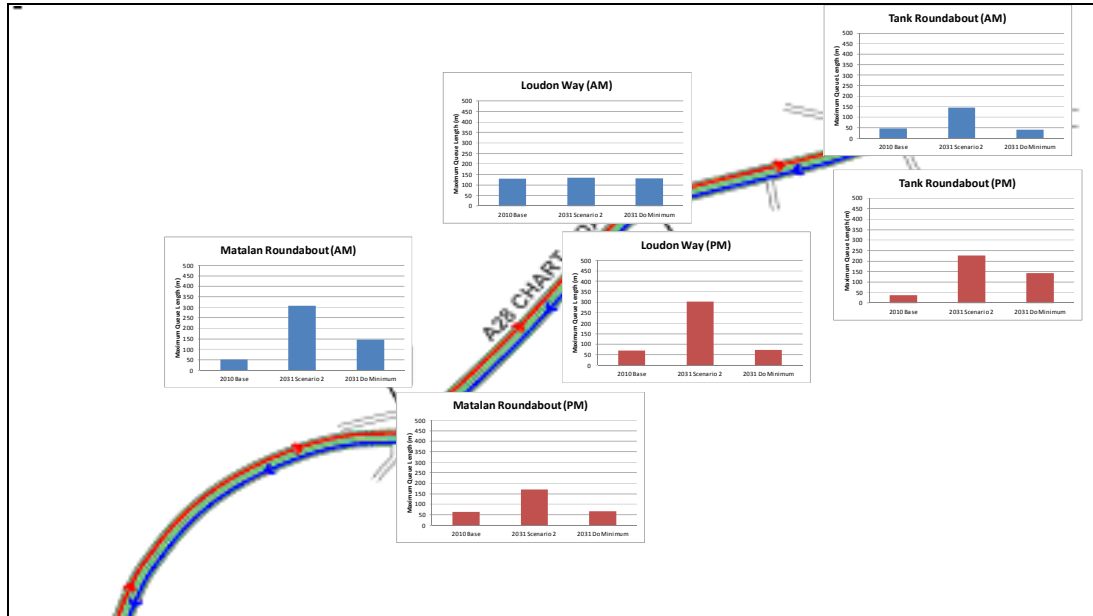 Tank Roundabout (AM)
Maximum Queue Length (m)
500
450
400
350
300
250
200
150
100
50
0
2010 Base
2031 Scenario 2
2031 Do Minimum
Loudon Way (AM)
Maximum Queue Length (m)
500
450
400
350
300
250
200
150
100
50
0
2010 Base
2031 Scenario 2
2031 Do Minimum
Tank Roundabout (PM)
Maximum Queue Length (m)
500
450
400
350
300
250
200
150
100
50
0
2010 Base
2031 Scenario 2
2031 Do Minimum
Matalan Roundabout (AM)
Maximum Queue Length (m)
500
450
400
350
300
250
200
150
100
50
0
2010 Base
2031 Scenario 2
2031 Do Minimum
A28 CHART
Loudon Way (PM)
Maximum Queue Length (m)
500
450
400
350
300
250
200
150
100
50
0
2010 Base
2031 Scenario 2
2031 Do Minimum
Matalan Roundabout (PM)
Maximum Queue Length (m)
500
450
400
350
300
250
200
150
100
50
0
2010 Base
2031 Scenario 2
2031 Do Minimum